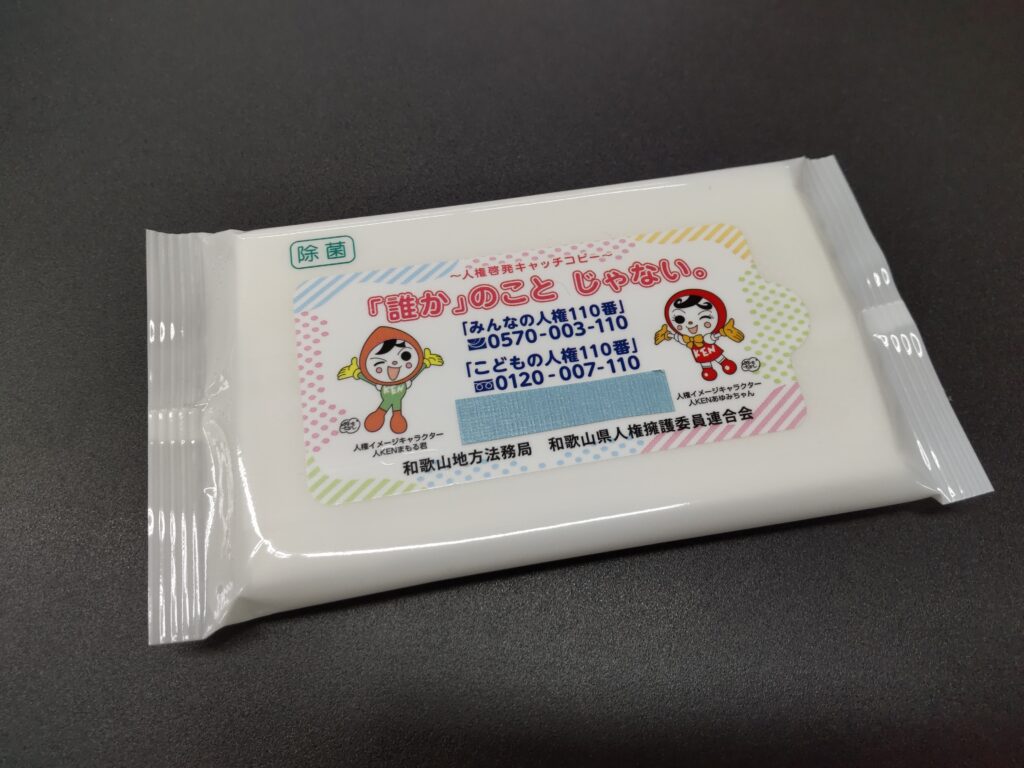 除菌
～人権啓発キャッチコピー～
「誰か」のこと じゃない。
「みんなの人権110番」
0570-003-110
「こどもの人権110番」
0120-007-110
KEN
人権イメージキャラクター
人KENまもる君
人権イメージキャラクター
人KENあゆみちゃん
和歌山地方法務局　和歌山県人権擁護委員連合会